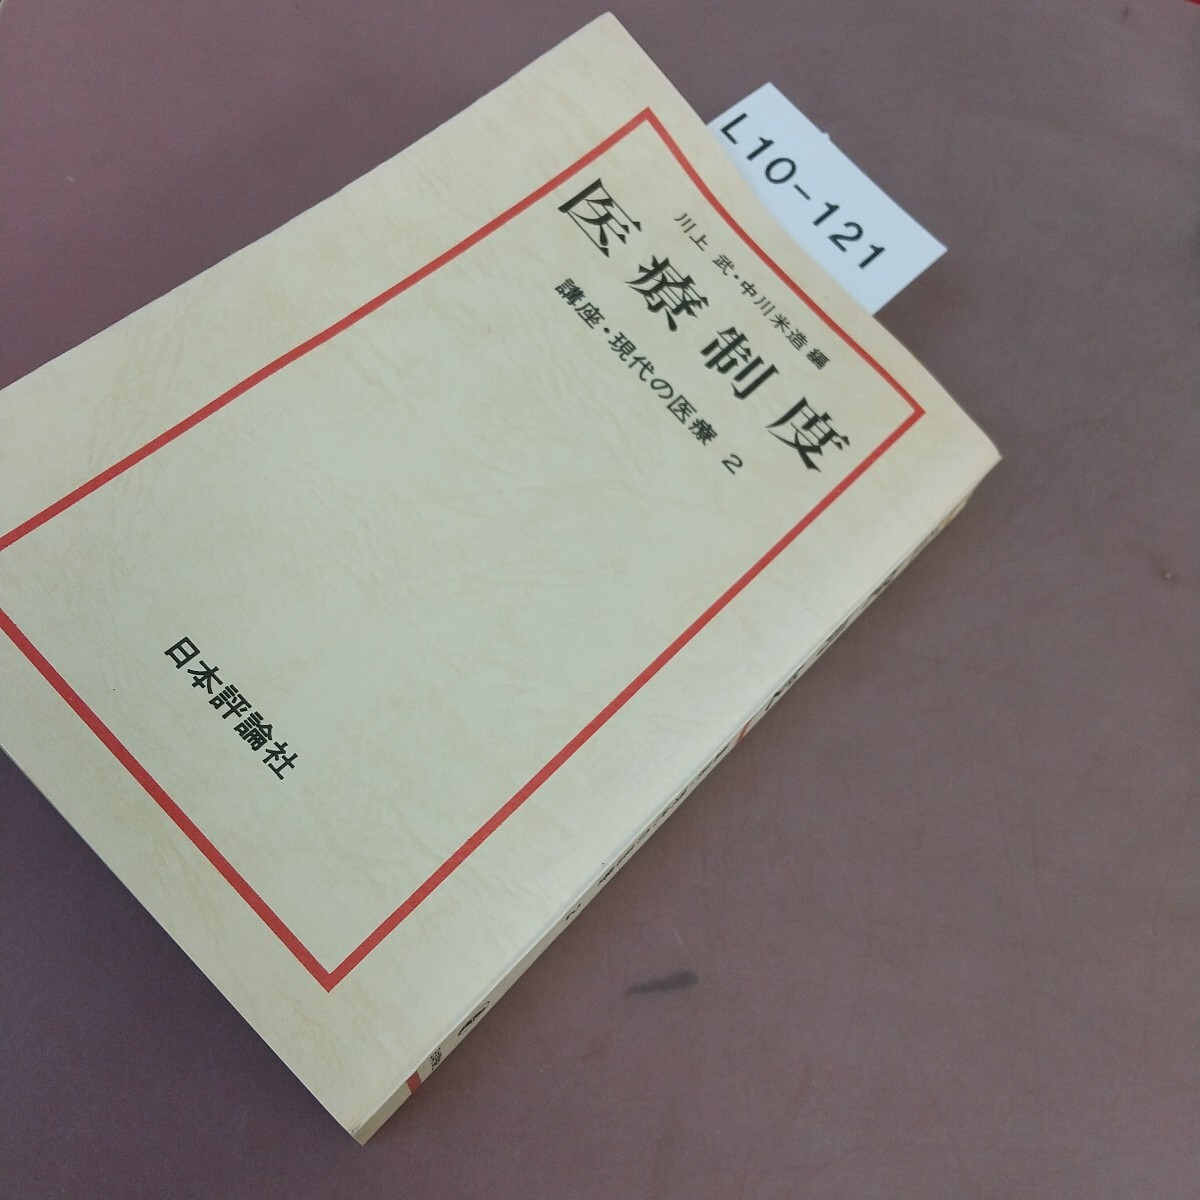 L10-121
川上 武・中川米造編
医療制度
講座・現代の医療 2
日本評論社